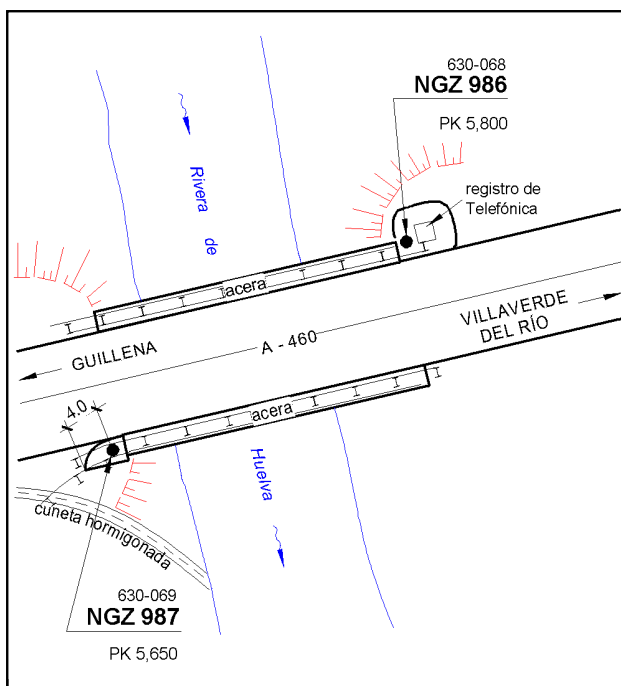 630-068
NGZ 986
PK 5,800
registro de
Telefónica
Rivera de
acera
VILLAVERDE
DEL RÍO
GUILLENA
A - 460
4.0
acera
Huelva
cuneta hormigonada
630-069
NGZ 987
PK 5,650